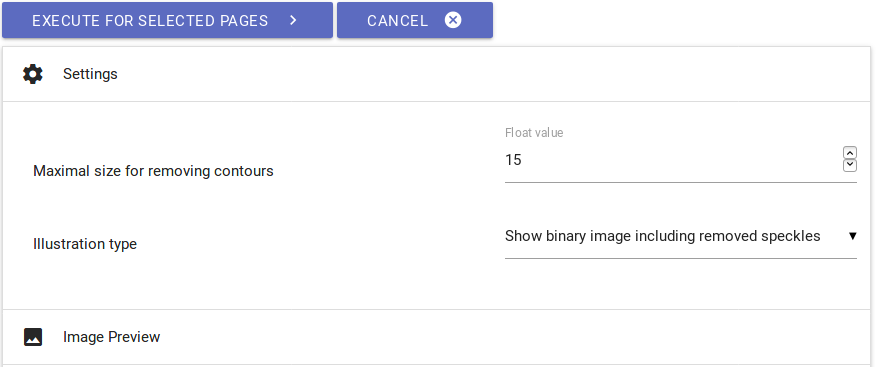 EXECUTE FOR SELECTED PAGES
CANCEL
Settings
Float value
Maximal size for removing contours
15
Illustration type
Show binary image including removed speckles
Image Preview